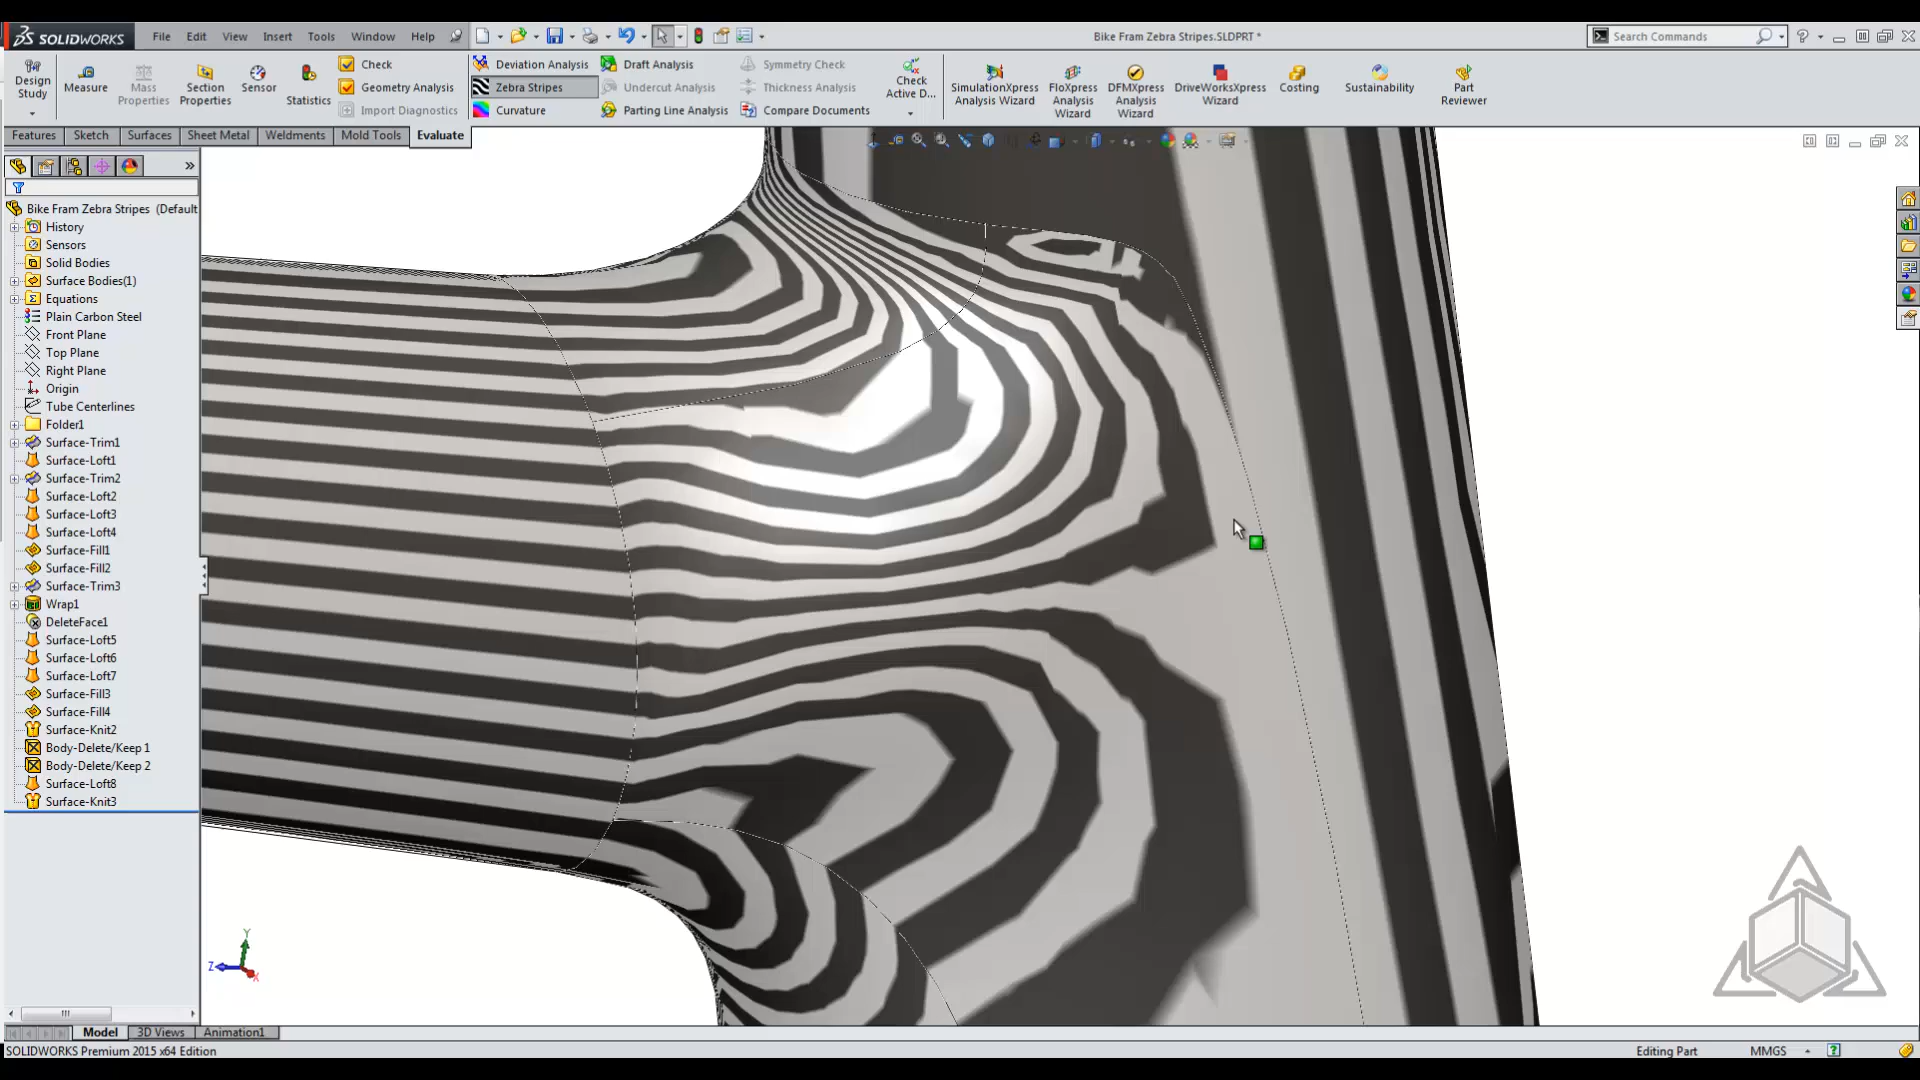 SOLIDWORKS File Edit View Insert Tools Window Help Bike Fram Zebra Stripes.SLDPRT * Search Commands
Design Study
Measure
Mass Properties
Section Properties
Sensor
Statistics
Check
Geometry Analysis
Import Diagnostics
Deviation Analysis
Zebra Stripes
Curvature
Draft Analysis
Undercut Analysis
Parting Line Analysis
Symmetry Check
Thickness Analysis
Compare Documents
Check Active D...
SimulationXpress Analysis Wizard
FloXpress Analysis Wizard
DFMXpress Analysis Wizard
DriveWorksXpress Wizard
Costing
Sustainability
Part Reviewer
Features Sketch Surfaces Sheet Metal Weldments Mold Tools Evaluate
Bike Fram Zebra Stripes (Default
History
Sensors
Solid Bodies
Surface Bodies(1)
Equations
Plain Carbon Steel
Front Plane
Top Plane
Right Plane
Origin
Tube Centerlines
Folder1
Surface-Trim1
Surface-Loft1
Surface-Trim2
Surface-Loft2
Surface-Loft3
Surface-Loft4
Surface-Fill1
Surface-Fill2
Surface-Trim3
Wrap1
DeleteFace1
Surface-Loft5
Surface-Loft6
Surface-Loft7
Surface-Fill3
Surface-Fill4
Surface-Knit2
Body-Delete/Keep 1
Body-Delete/Keep 2
Surface-Loft8
Surface-Knit3
Y
Z
X
Model 3D Views Animation1
SOLIDWORKS Premium 2015 x64 Edition Editing Part MMGS